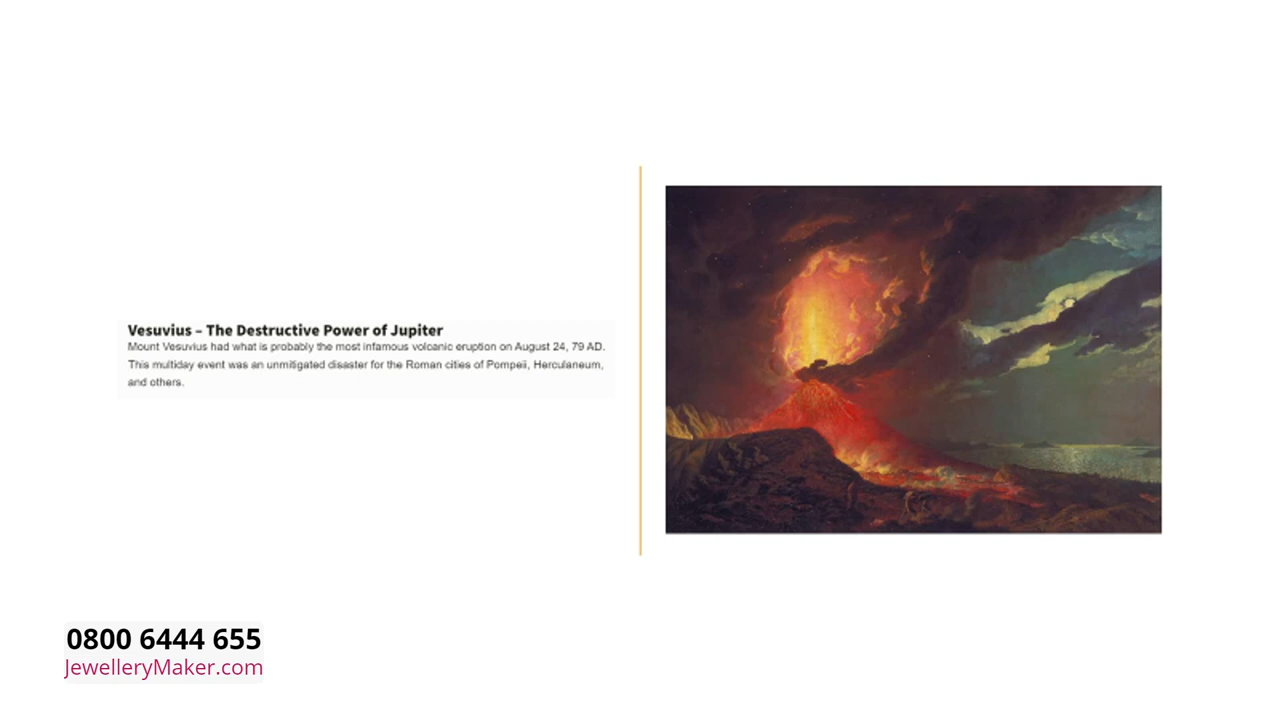 Vesuvius – The Destructive Power of Jupiter
Mount Vesuvius had what is probably the most infamous volcanic eruption on August 24, 79 AD.
This multiday event was an unmitigated disaster for the Roman cities of Pompeii, Herculaneum,
and others.
0800 6444 655
JewelleryMaker.com